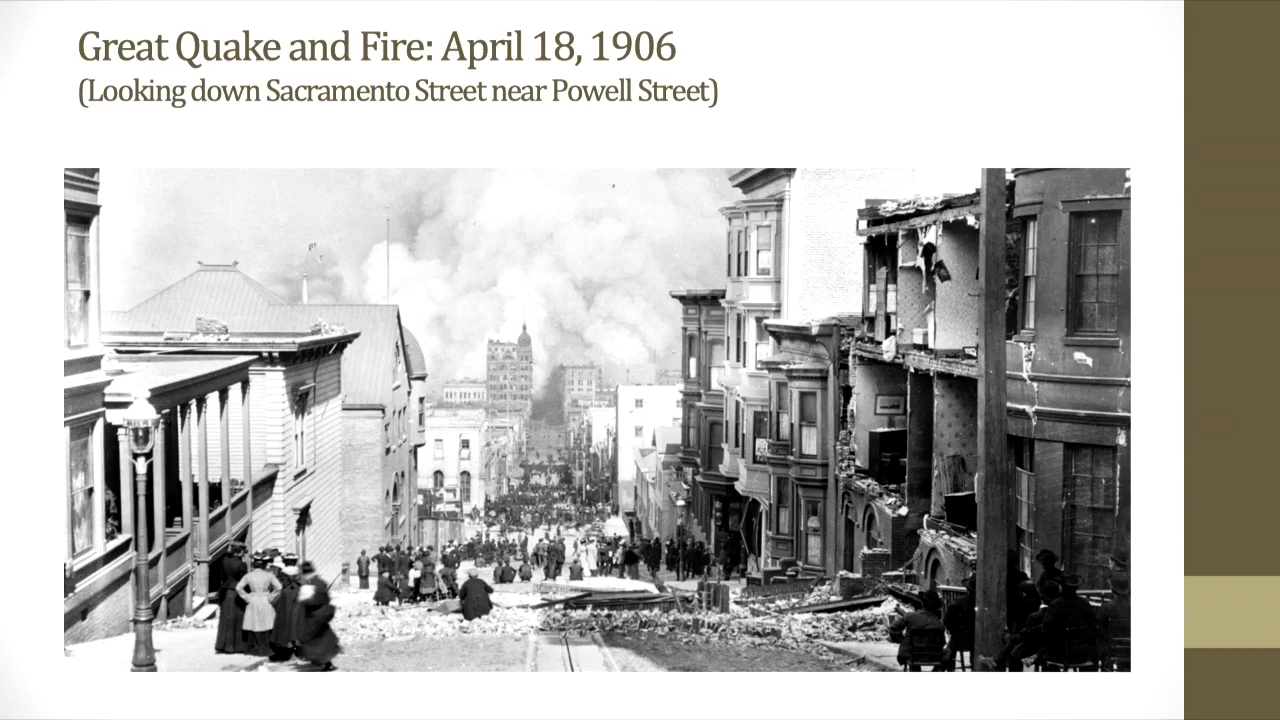 Great Quake and Fire: April 18, 1906
(Looking down Sacramento Street near Powell Street)